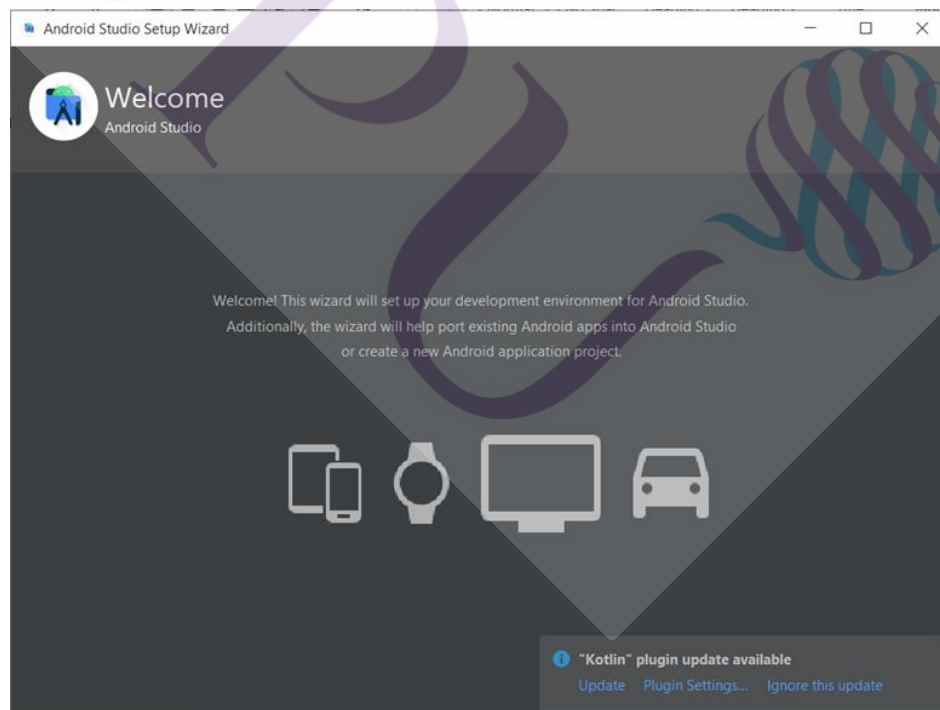 Android Studio Setup Wizard
Welcome
Android Studio
Welcome! This wizard will set up your development environment for Android Studio.
Additionally, the wizard will help port existing Android apps into Android Studio
or create a new Android application project.
"Kotlin" plugin update available
Update Plugin Settings... Ignore this update